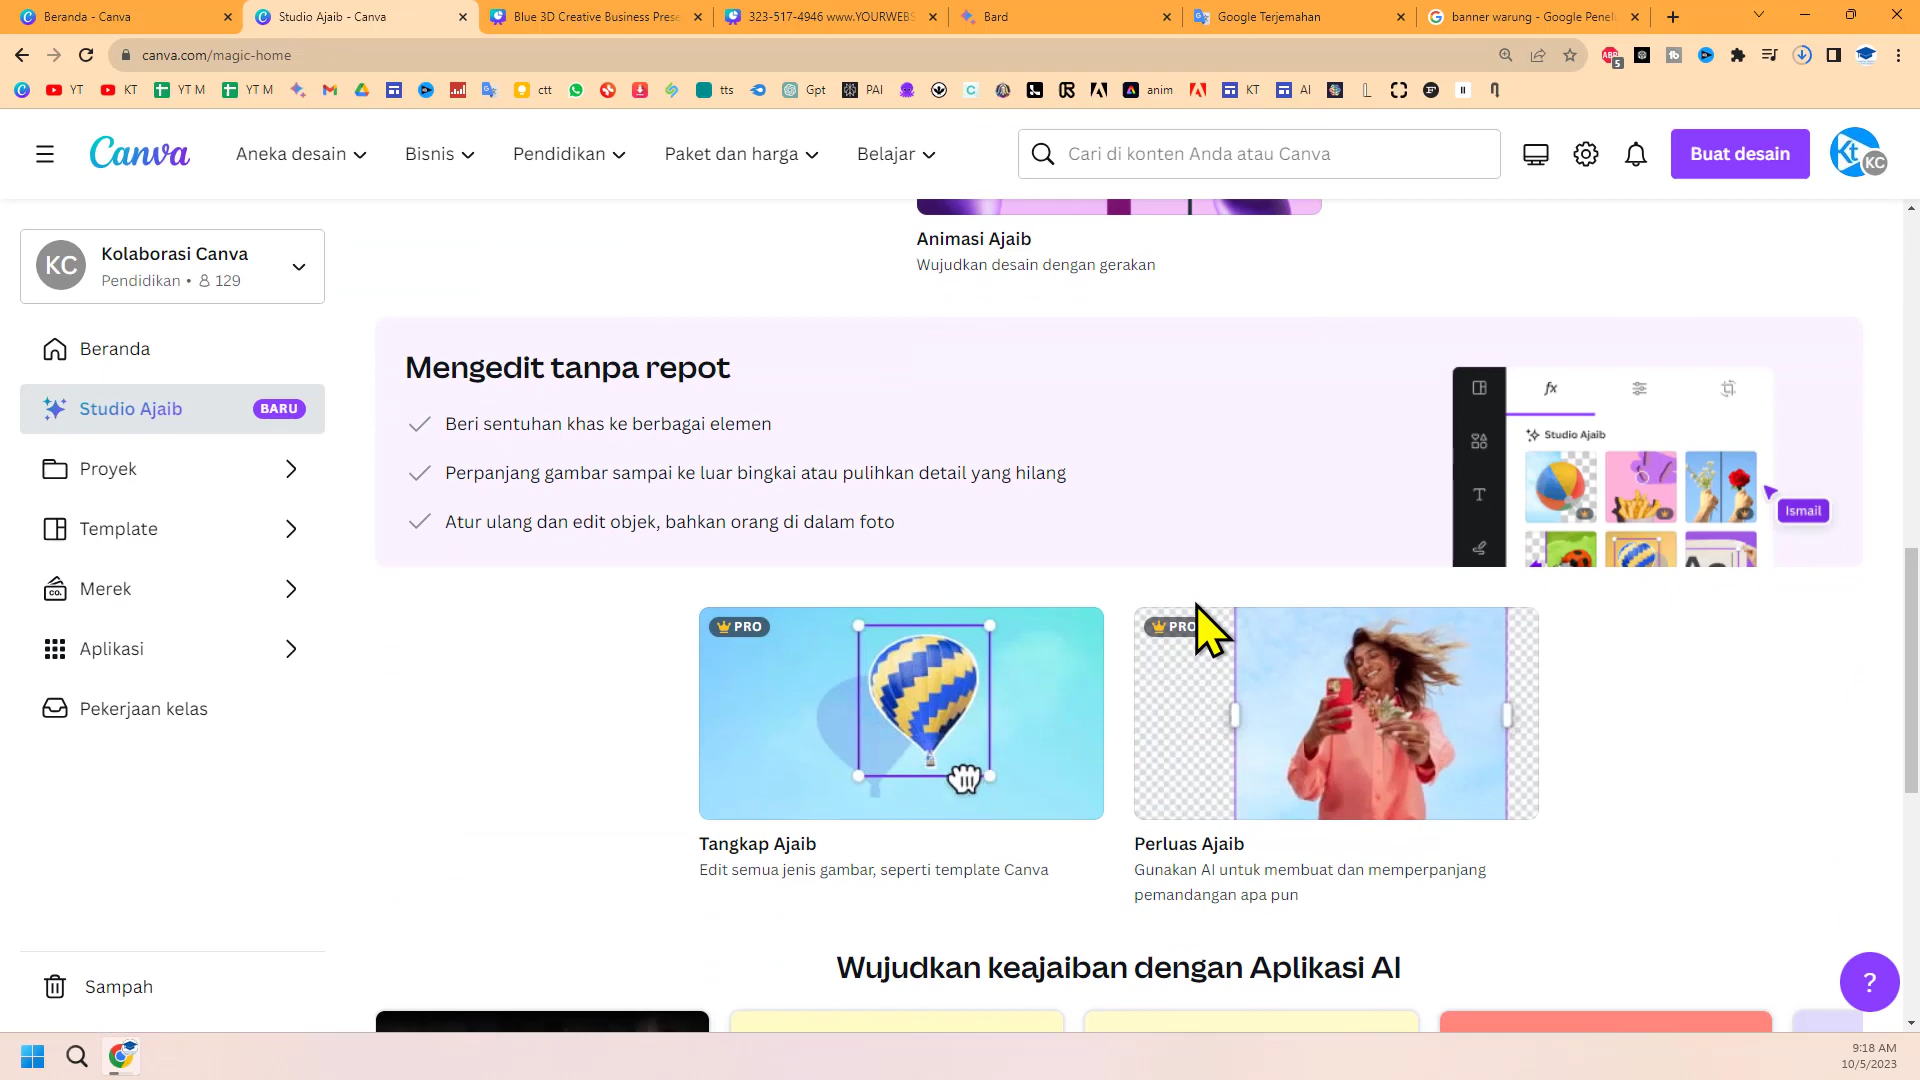 Beranda - Canva
Studio Ajaib - Canva
Blue 3D Creative Business Prese
323-517-4946 www.YOURWEBS
Bard
Google Terjemahan
banner warung - Google Penelu
canva.com/magic-home
YT
KT
YT M
YT M
ctt
tts
Gpt
PAI
anim
KT
AI
Canva
Aneka desain
Bisnis
Pendidikan
Paket dan harga
Belajar
Cari di konten Anda atau Canva
Buat desain
Kt
KC
KC
Kolaborasi Canva
Pendidikan • 129
Beranda
Studio Ajaib
BARU
Proyek
Template
Merek
Aplikasi
Pekerjaan kelas
Sampah
Animasi Ajaib
Wujudkan desain dengan gerakan
Mengedit tanpa repot
Beri sentuhan khas ke berbagai elemen
Perpanjang gambar sampai ke luar bingkai atau pulihkan detail yang hilang
Atur ulang dan edit objek, bahkan orang di dalam foto
fx
Studio Ajaib
Ismail
PRO
PRO
Tangkap Ajaib
Edit semua jenis gambar, seperti template Canva
Perluas Ajaib
Gunakan AI untuk membuat dan memperpanjang
pemandangan apa pun
Wujudkan keajaiban dengan Aplikasi AI
?
9:18 AM
10/5/2023